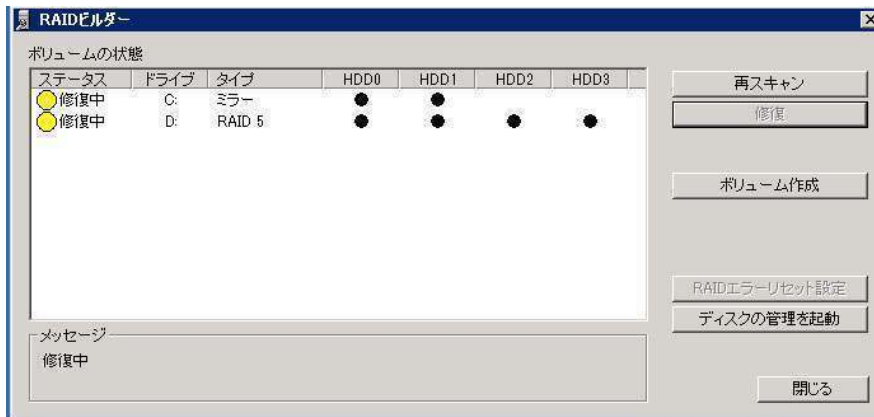 RAIDビルダー
ボリュームの状態
ステータス ドライブ タイプ HDD0 HDD1 HDD2 HDD3
修復中 C: ミラー
修復中 D: RAID 5
再スキャン
修復
ボリューム作成
RAIDエラーリセット設定
ディスクの管理を起動
メッセージ
修復中
閉じる